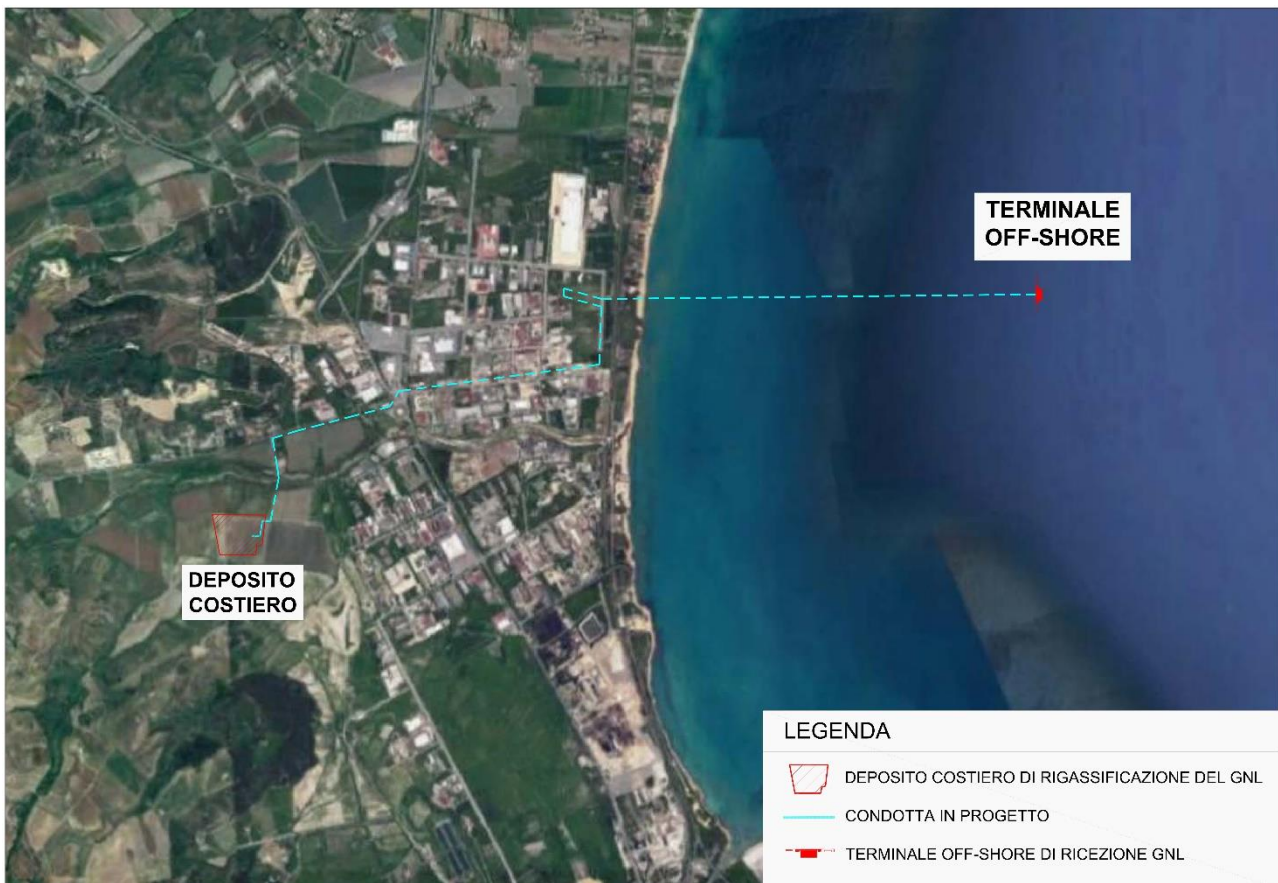 TERMINALE
OFF-SHORE
DEPOSITO
COSTIERO
LEGENDA
DEPOSITO COSTIERO DI RIGASSIFICAZIONE DEL GNL
CONDOTTA IN PROGETTO
TERMINALE OFF-SHORE DI RICEZIONE GNL